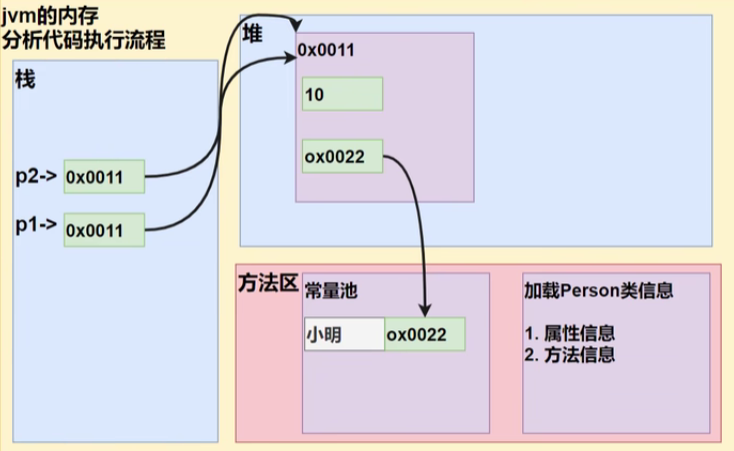 jvm的内存
分析代码执行流程
栈
p2-> 0x0011
p1-> 0x0011
堆
0x0011
10
ox0022
方法区
常量池
小明 ox0022
加载Person类信息
1. 属性信息
2. 方法信息